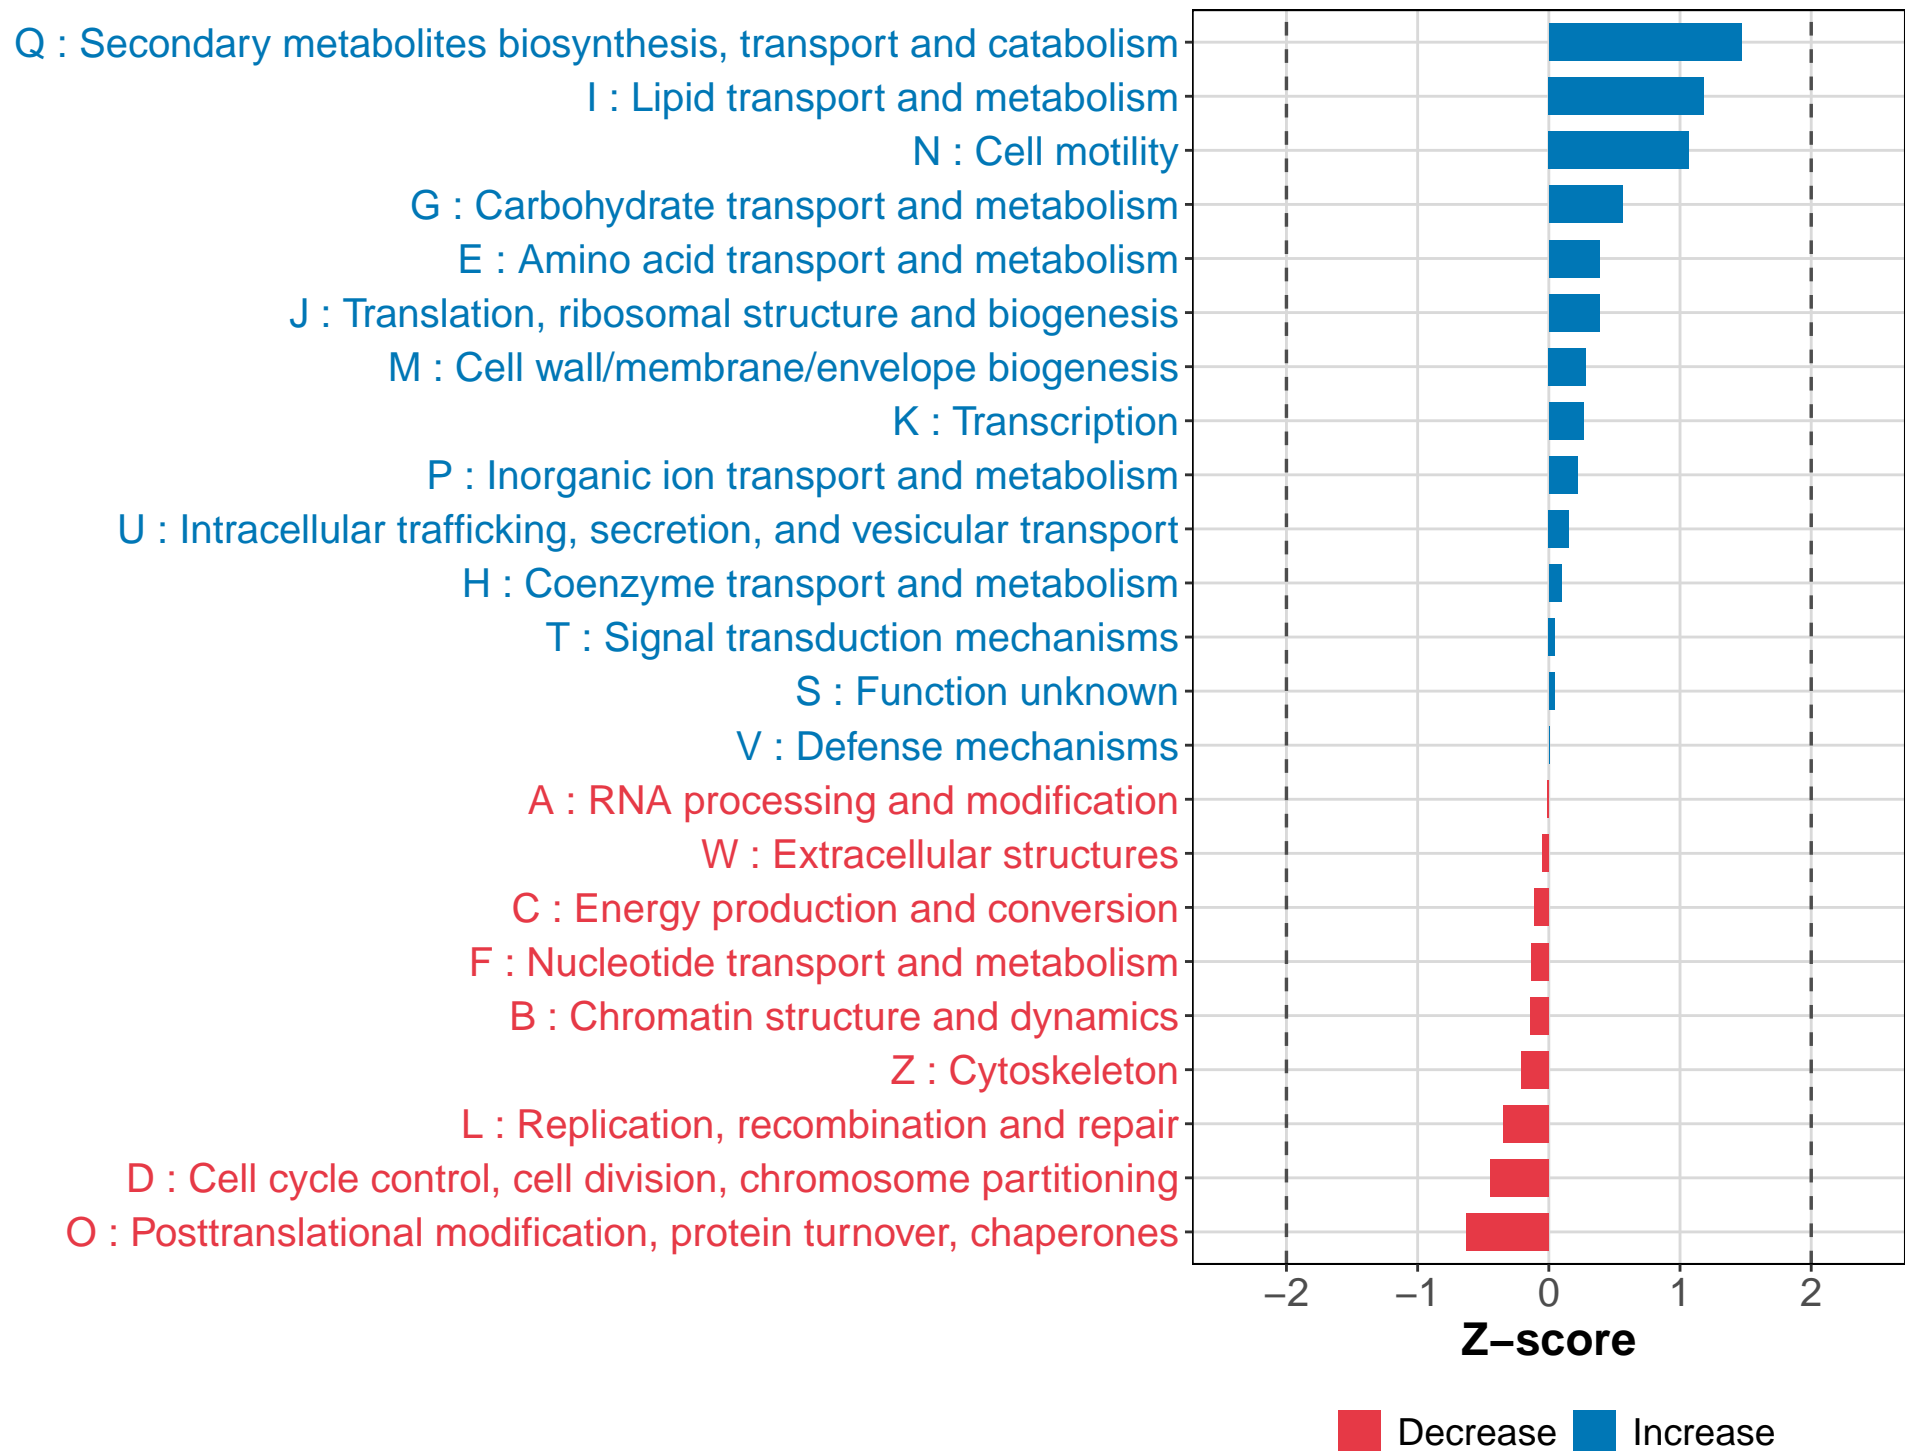 Q : Secondary metabolites biosynthesis, transport and catabolism
I : Lipid transport and metabolism
N : Cell motility
G : Carbohydrate transport and metabolism
E : Amino acid transport and metabolism
J : Translation, ribosomal structure and biogenesis
M : Cell wall/membrane/envelope biogenesis
K : Transcription
P : Inorganic ion transport and metabolism
U : Intracellular trafficking, secretion, and vesicular transport
H : Coenzyme transport and metabolism
T : Signal transduction mechanisms
S : Function unknown
V : Defense mechanisms
A : RNA processing and modification
W : Extracellular structures
C : Energy production and conversion
F : Nucleotide transport and metabolism
B : Chromatin structure and dynamics
Z : Cytoskeleton
L : Replication, recombination and repair
D : Cell cycle control, cell division, chromosome partitioning
O : Posttranslational modification, protein turnover, chaperones
−2 −1 0 1 2
Z−score
Decrease Increase